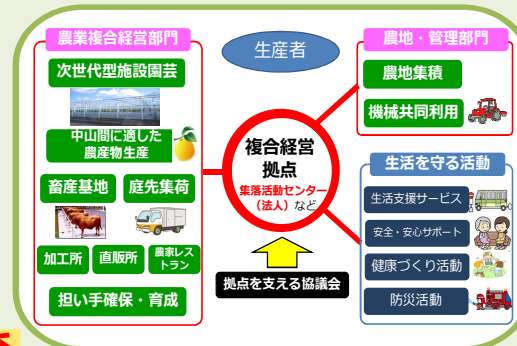 農業複合経営部門
次世代型施設園芸
中山間に適した
農産物生産
畜産基地
庭先集荷
加工所
直販所
農家レス
トラン
担い手確保・育成
生産者
複合経営
拠点
集落活動センター
（法人）など
拠点を支える協議会
農地・管理部門
農地集積
機械共同利用
生活を守る活動
生活支援サービス
安全・安心サポート
健康づくり活動
防災活動